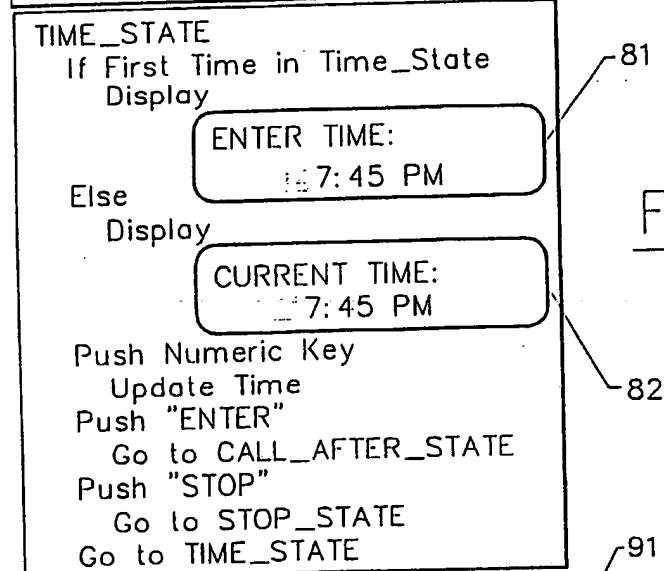 TIME_STATE
If First Time in Time_State
Display
81
ENTER TIME:
7:45 PM
Else
Display
F
CURRENT TIME:
7:45 PM
82
Push Numeric Key
Update Time
Push "ENTER"
Go to CALL_AFTER_STATE
Push "STOP"
Go to STOP_STATE
Go to TIME_STATE
91